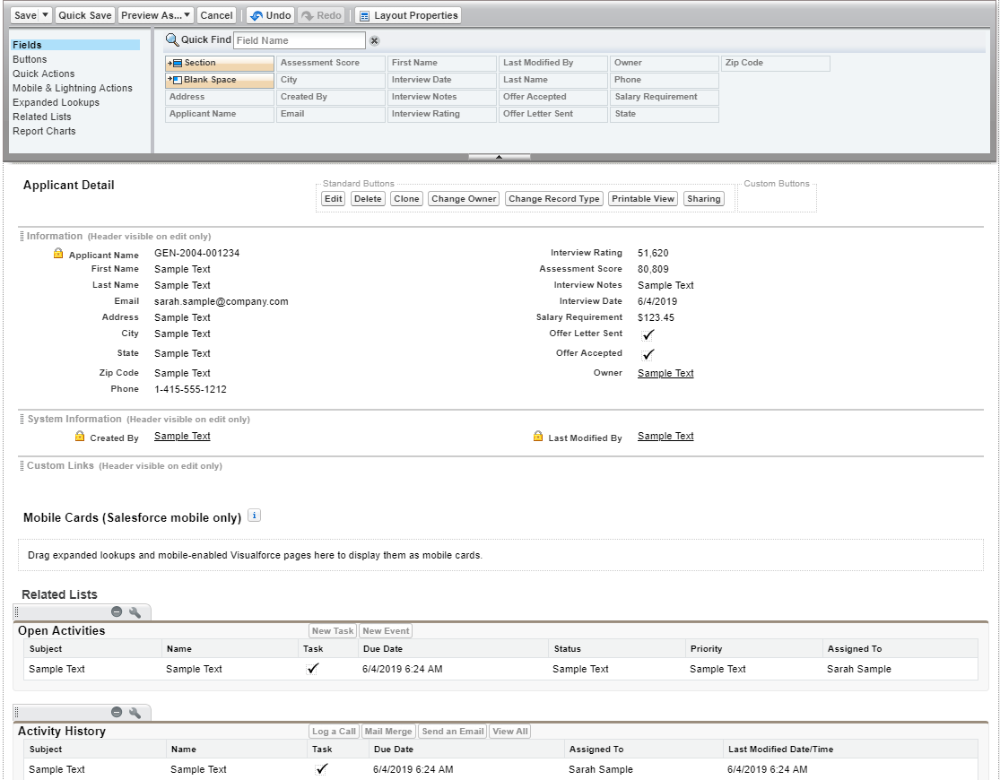 Save Quick Save Preview As... Cancel Undo Redo Layout Properties
Fields
Buttons
Quick Actions
Mobile & Lightning Actions
Expanded Lookups
Related Lists
Report Charts
Quick Find Field Name
Section Assessment Score First Name Last Modified By Owner Zip Code
Blank Space City Interview Date Last Name Phone
Address Created By Interview Notes Offer Accepted Salary Requirement
Applicant Name Email Interview Rating Offer Letter Sent State
Applicant Detail
Standard Buttons Custom Buttons
Edit Delete Clone Change Owner Change Record Type Printable View Sharing
Information (Header visible on edit only)
Applicant Name GEN-2004-001234 Interview Rating 51,620
First Name Sample Text Assessment Score 80,809
Last Name Sample Text Interview Notes Sample Text
Email sarah.sample@company.com Interview Date 6/4/2019
Address Sample Text Salary Requirement $123.45
City Sample Text Offer Letter Sent
State Sample Text Offer Accepted
Zip Code Sample Text Owner Sample Text
Phone 1-415-555-1212
System Information (Header visible on edit only)
Created By Sample Text Last Modified By Sample Text
Custom Links (Header visible on edit only)
Mobile Cards (Salesforce mobile only) i
Drag expanded lookups and mobile-enabled Visualforce pages here to display them as mobile cards.
Related Lists
Open Activities New Task New Event
Subject Name Task Due Date Status Priority Assigned To
Sample Text Sample Text 6/4/2019 6:24 AM Sample Text Sample Text Sarah Sample
Activity History Log a Call Mail Merge Send an Email View All
Subject Name Task Due Date Assigned To Last Modified Date/Time
Sample Text Sample Text 6/4/2019 6:24 AM Sarah Sample 6/4/2019 6:24 AM